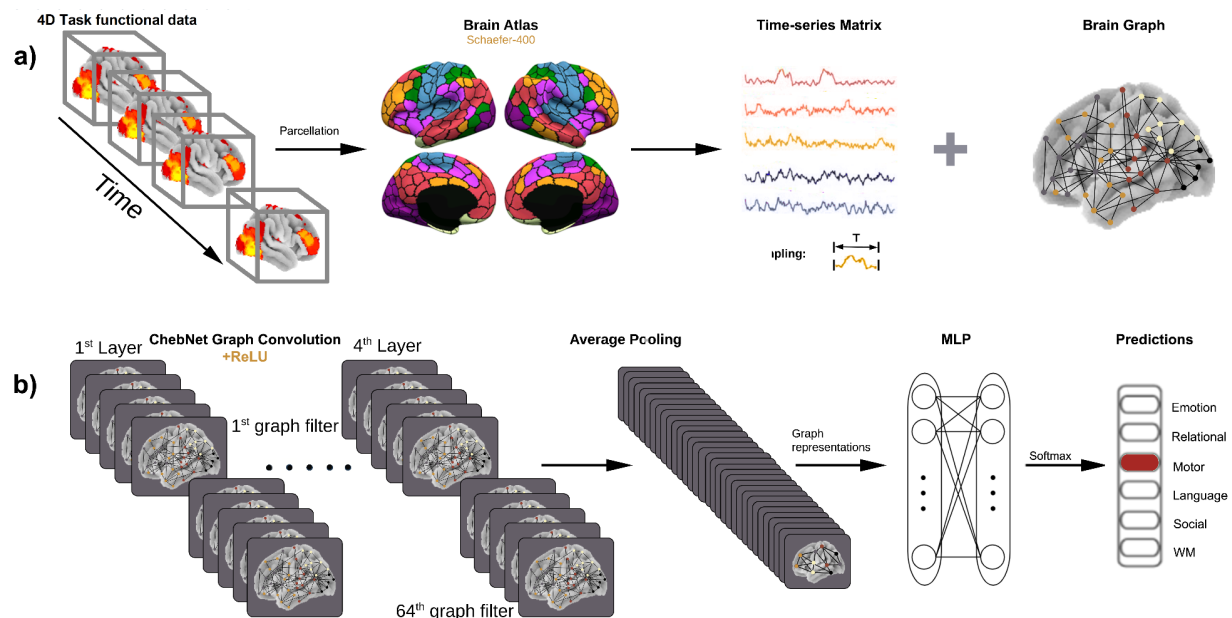 4D Task functional data
a)
Time
Parcellation
Brain Atlas
Schaefer-400
Time-series Matrix
pling:
T
Brain Graph
b)
ChebNet Graph Convolution
+ReLU
1st Layer
4th Layer
1st graph filter
64th graph filter
Average Pooling
Graph
representations
MLP
Softmax
Predictions
Emotion
Relational
Motor
Language
Social
WM